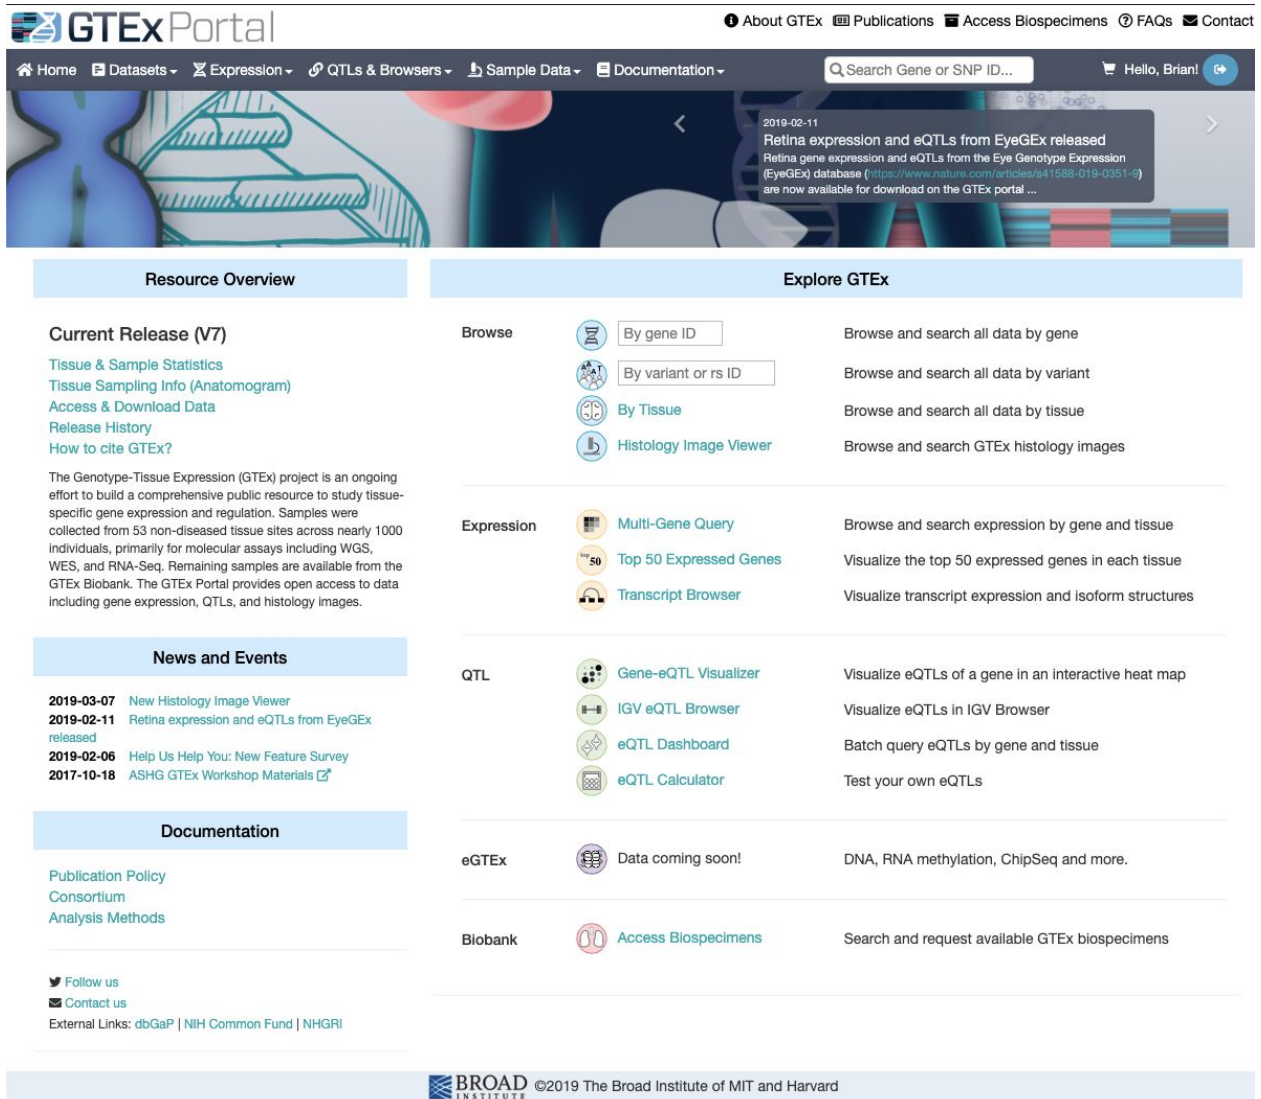 GTEx Portal
About GTEx Publications Access Biospecimens FAQs Contact
Home Datasets Expression QTLs & Browsers Sample Data Documentation Search Gene or SNP ID... Hello, Brian!
2019-02-11
Retina expression and eQTLs from EyeGEx released
Retina gene expression and eQTLs from the Eye Genotype Expression
(EyeGEx) database (https://www.nature.com/articles/s41588-019-0351-9)
are now available for download on the GTEx portal ...
Resource Overview
Current Release (V7)
Tissue & Sample Statistics
Tissue Sampling Info (Anatomogram)
Access & Download Data
Release History
How to cite GTEx?
The Genotype-Tissue Expression (GTEx) project is an ongoing
effort to build a comprehensive public resource to study tissue-
specific gene expression and regulation. Samples were
collected from 53 non-diseased tissue sites across nearly 1000
individuals, primarily for molecular assays including WGS,
WES, and RNA-Seq. Remaining samples are available from the
GTEx Biobank. The GTEx Portal provides open access to data
including gene expression, QTLs, and histology images.
News and Events
2019-03-07 New Histology Image Viewer
2019-02-11 Retina expression and eQTLs from EyeGEx
released
2019-02-06 Help Us Help You: New Feature Survey
2017-10-18 ASHG GTEx Workshop Materials
Documentation
Publication Policy
Consortium
Analysis Methods
Follow us
Contact us
External Links: dbGaP | NIH Common Fund | NHGRI
Explore GTEx
Browse By gene ID Browse and search all data by gene
By variant or rs ID Browse and search all data by variant
By Tissue Browse and search all data by tissue
Histology Image Viewer Browse and search GTEx histology images
Expression Multi-Gene Query Browse and search expression by gene and tissue
top 50 Top 50 Expressed Genes Visualize the top 50 expressed genes in each tissue
Transcript Browser Visualize transcript expression and isoform structures
QTL Gene-eQTL Visualizer Visualize eQTLs of a gene in an interactive heat map
IGV eQTL Browser Visualize eQTLs in IGV Browser
eQTL Dashboard Batch query eQTLs by gene and tissue
eQTL Calculator Test your own eQTLs
eGTEx Data coming soon! DNA, RNA methylation, ChipSeq and more.
Biobank Access Biospecimens Search and request available GTEx biospecimens
BROAD INSTITUTE ©2019 The Broad Institute of MIT and Harvard